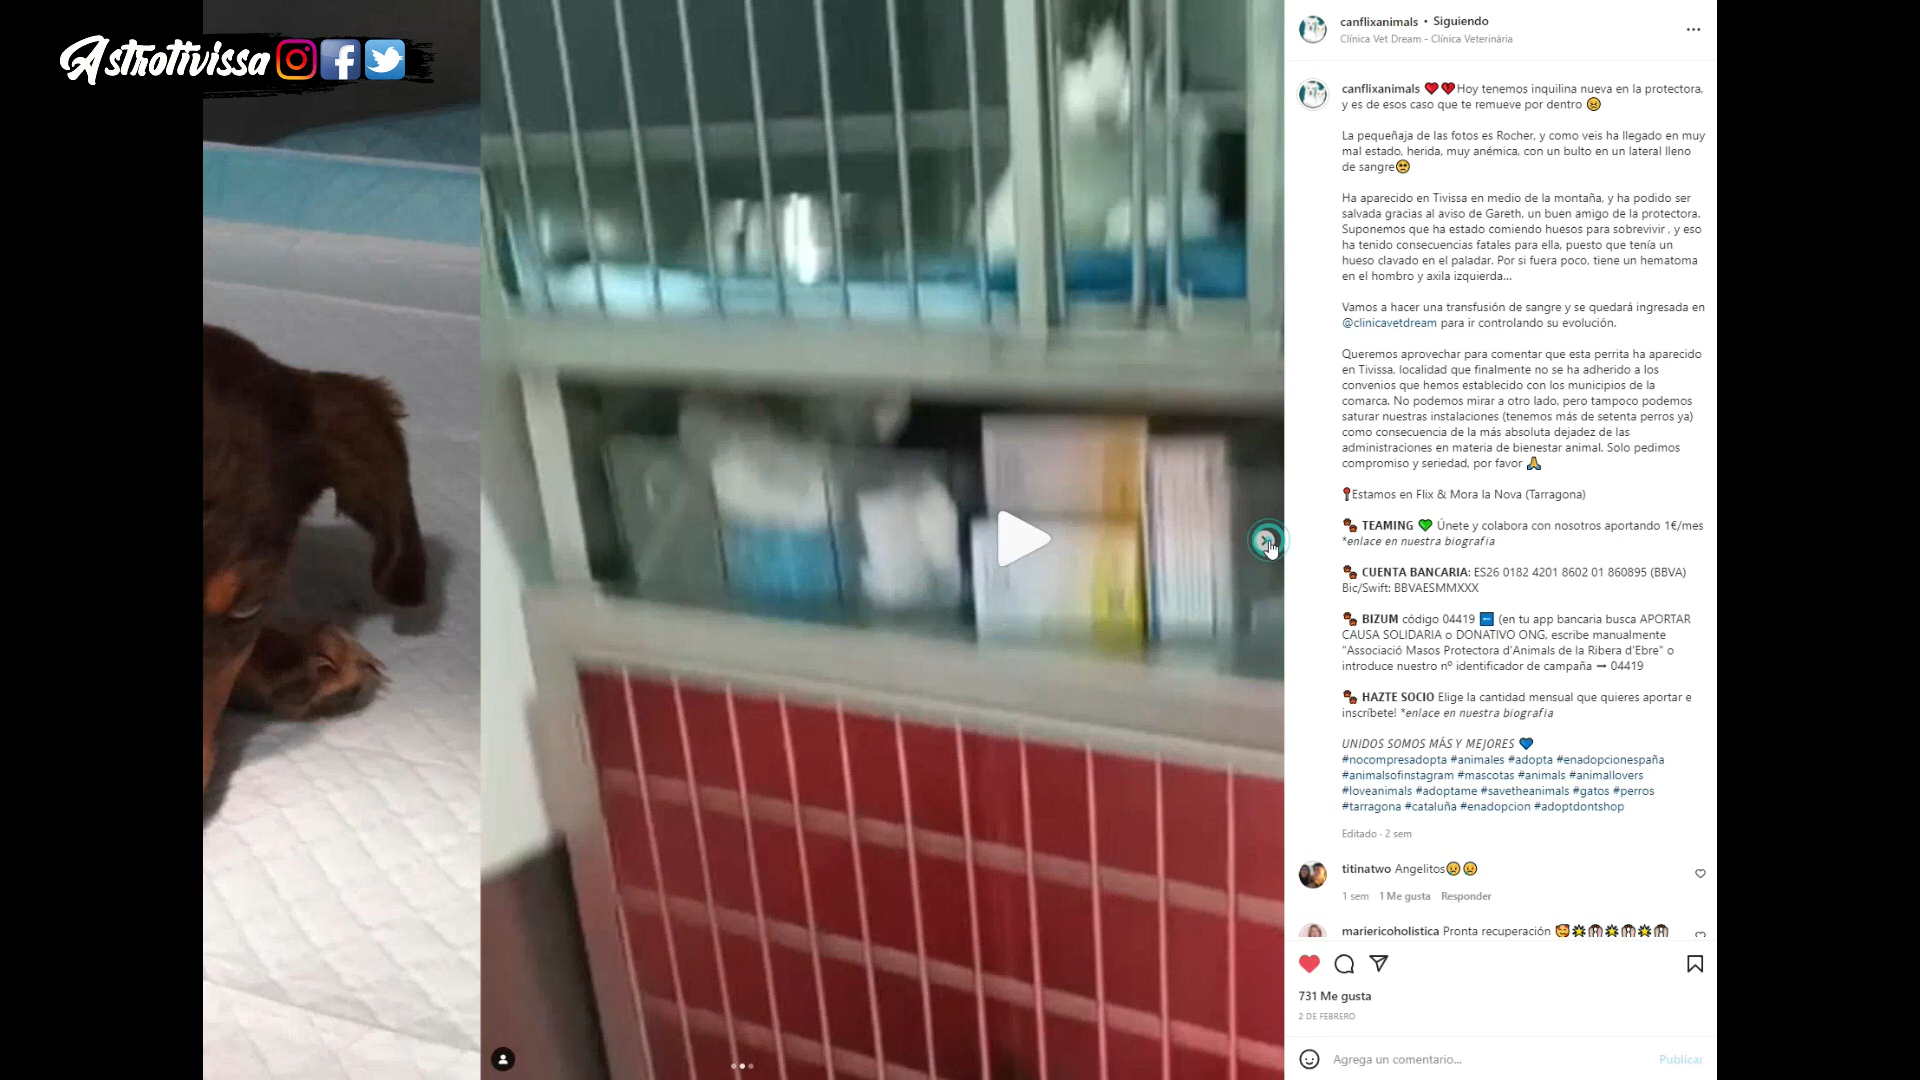 Astrotivissa
canflixanimals • Siguiendo
Clínica Vet Dream - Clínica Veterinària
canflixanimals ❤️💔Hoy tenemos inquilina nueva en la protectora,
y es de esos caso que te remueve por dentro 😖
La pequeñaja de las fotos es Rocher, y como veis ha llegado en muy
mal estado, herida, muy anémica, con un bulto en un lateral lleno
de sangre🥺
Ha aparecido en Tivissa en medio de la montaña, y ha podido ser
salvada gracias al aviso de Gareth, un buen amigo de la protectora.
Suponemos que ha estado comiendo huesos para sobrevivir , y eso
ha tenido consecuencias fatales para ella, puesto que tenía un
hueso clavado en el paladar. Por si fuera poco, tiene un hematoma
en el hombro y axila izquierda...
Vamos a hacer una transfusión de sangre y se quedará ingresada en
@clinicavetdream para ir controlando su evolución.
Queremos aprovechar para comentar que esta perrita ha aparecido
en Tivissa, localidad que finalmente no se ha adherido a los
convenios que hemos establecido con los municipios de la
comarca. No podemos mirar a otro lado, pero tampoco podemos
saturar nuestras instalaciones (tenemos más de setenta perros ya)
como consecuencia de la más absoluta dejadez de las
administraciones en materia de bienestar animal. Solo pedimos
compromiso y seriedad, por favor 🙏
📍Estamos en Flix & Mora la Nova (Tarragona)
🐾 TEAMING 💚 Únete y colabora con nosotros aportando 1€/mes
*enlace en nuestra biografia
🐾 CUENTA BANCARIA: ES26 0182 4201 8602 01 860895 (BBVA)
Bic/Swift: BBVAESMMXXX
🐾 BIZUM código 04419 ⬅️ (en tu app bancaria busca APORTAR
CAUSA SOLIDARIA o DONATIVO ONG, escribe manualmente
"Associació Masos Protectora d'Animals de la Ribera d'Ebre" o
introduce nuestro nº identificador de campaña ➞ 04419
🐾 HAZTE SOCIO Elige la cantidad mensual que quieres aportar e
inscríbete! *enlace en nuestra biografia
UNIDOS SOMOS MÁS Y MEJORES 💙
#nocompresadopta #animales #adopta #enadopcionespaña
#animalsofinstagram #mascotas #animals #animallovers
#loveanimals #adoptame #savetheanimals #gatos #perros
#tarragona #cataluña #enadopcion #adoptdontshop
Editado · 2 sem
titinatwo Angelitos😢😢
1 sem 1 Me gusta Responder
mariericoholistica Pronta recuperación
731 Me gusta
2 DE FEBRERO
Agrega un comentario...
Publicar